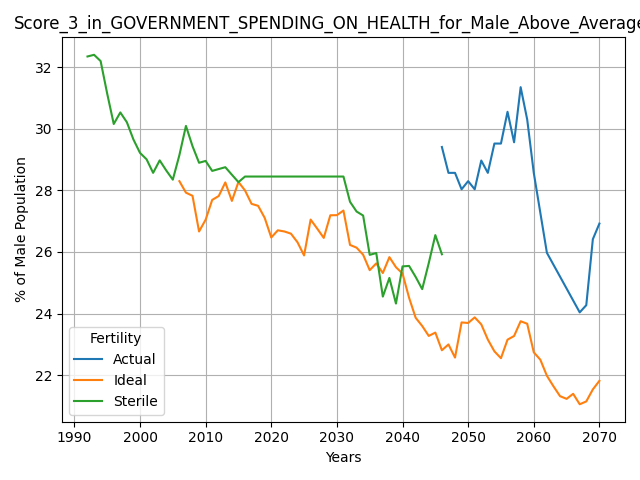 Score_3_in_GOVERNMENT_SPENDING_ON_HEALTH_for_Male_Above_Average
% of Male Population
32
30
28
26
24
22
Fertility
Actual
Ideal
Sterile
1990 2000 2010 2020 2030 2040 2050 2060 2070
Years